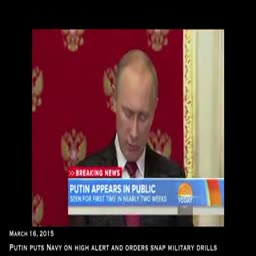 BREAKING NEWS
PUTIN APPEARS IN PUBLIC
SEEN FOR FIRST TIME IN NEARLY TWO WEEKS
TODAY
March 16, 2015
Putin puts Navy on high alert and orders snap military drills